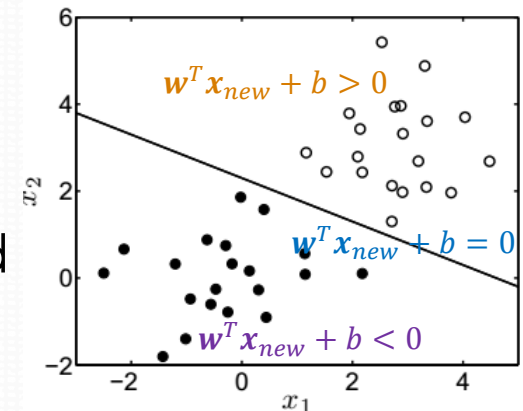 6
w^T x_new + b > 0
4
x_2
2
w^T x_new + b = 0
d
0
w^T x_new + b < 0
−2
−2 0 2 4
x_1